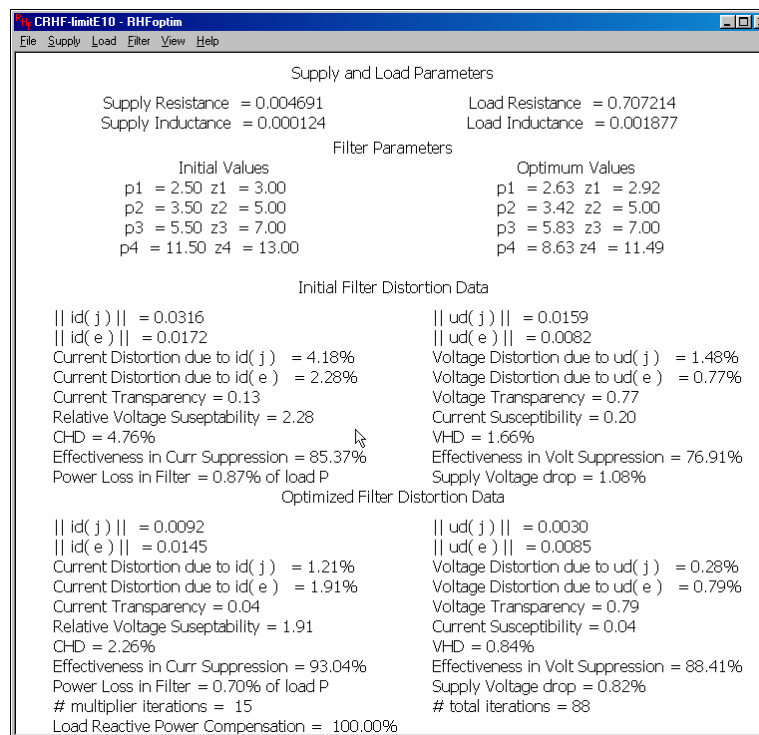 RHF CRHF-limitE10 - RHFoptim
File Supply Load Filter View Help
Supply and Load Parameters
Supply Resistance = 0.004691 Load Resistance = 0.707214
Supply Inductance = 0.000124 Load Inductance = 0.001877
Filter Parameters
Initial Values Optimum Values
p1 = 2.50 z1 = 3.00 p1 = 2.63 z1 = 2.92
p2 = 3.50 z2 = 5.00 p2 = 3.42 z2 = 5.00
p3 = 5.50 z3 = 7.00 p3 = 5.83 z3 = 7.00
p4 = 11.50 z4 = 13.00 p4 = 8.63 z4 = 11.49
Initial Filter Distortion Data
|| id( j ) || = 0.0316 || ud( j ) || = 0.0159
|| id( e ) || = 0.0172 || ud( e ) || = 0.0082
Current Distortion due to id( j ) = 4.18% Voltage Distortion due to ud( j ) = 1.48%
Current Distortion due to id( e ) = 2.28% Voltage Distortion due to ud( e ) = 0.77%
Current Transparency = 0.13 Voltage Transparency = 0.77
Relative Voltage Suseptability = 2.28 Current Susceptibility = 0.20
CHD = 4.76% VHD = 1.66%
Effectiveness in Curr Suppression = 85.37% Effectiveness in Volt Suppression = 76.91%
Power Loss in Filter = 0.87% of load P Supply Voltage drop = 1.08%
Optimized Filter Distortion Data
|| id( j ) || = 0.0092 || ud( j ) || = 0.0030
|| id( e ) || = 0.0145 || ud( e ) || = 0.0085
Current Distortion due to id( j ) = 1.21% Voltage Distortion due to ud( j ) = 0.28%
Current Distortion due to id( e ) = 1.91% Voltage Distortion due to ud( e ) = 0.79%
Current Transparency = 0.04 Voltage Transparency = 0.79
Relative Voltage Suseptability = 1.91 Current Susceptibility = 0.04
CHD = 2.26% VHD = 0.84%
Effectiveness in Curr Suppression = 93.04% Effectiveness in Volt Suppression = 88.41%
Power Loss in Filter = 0.70% of load P Supply Voltage drop = 0.82%
# multiplier iterations = 15 # total iterations = 88
Load Reactive Power Compensation = 100.00%